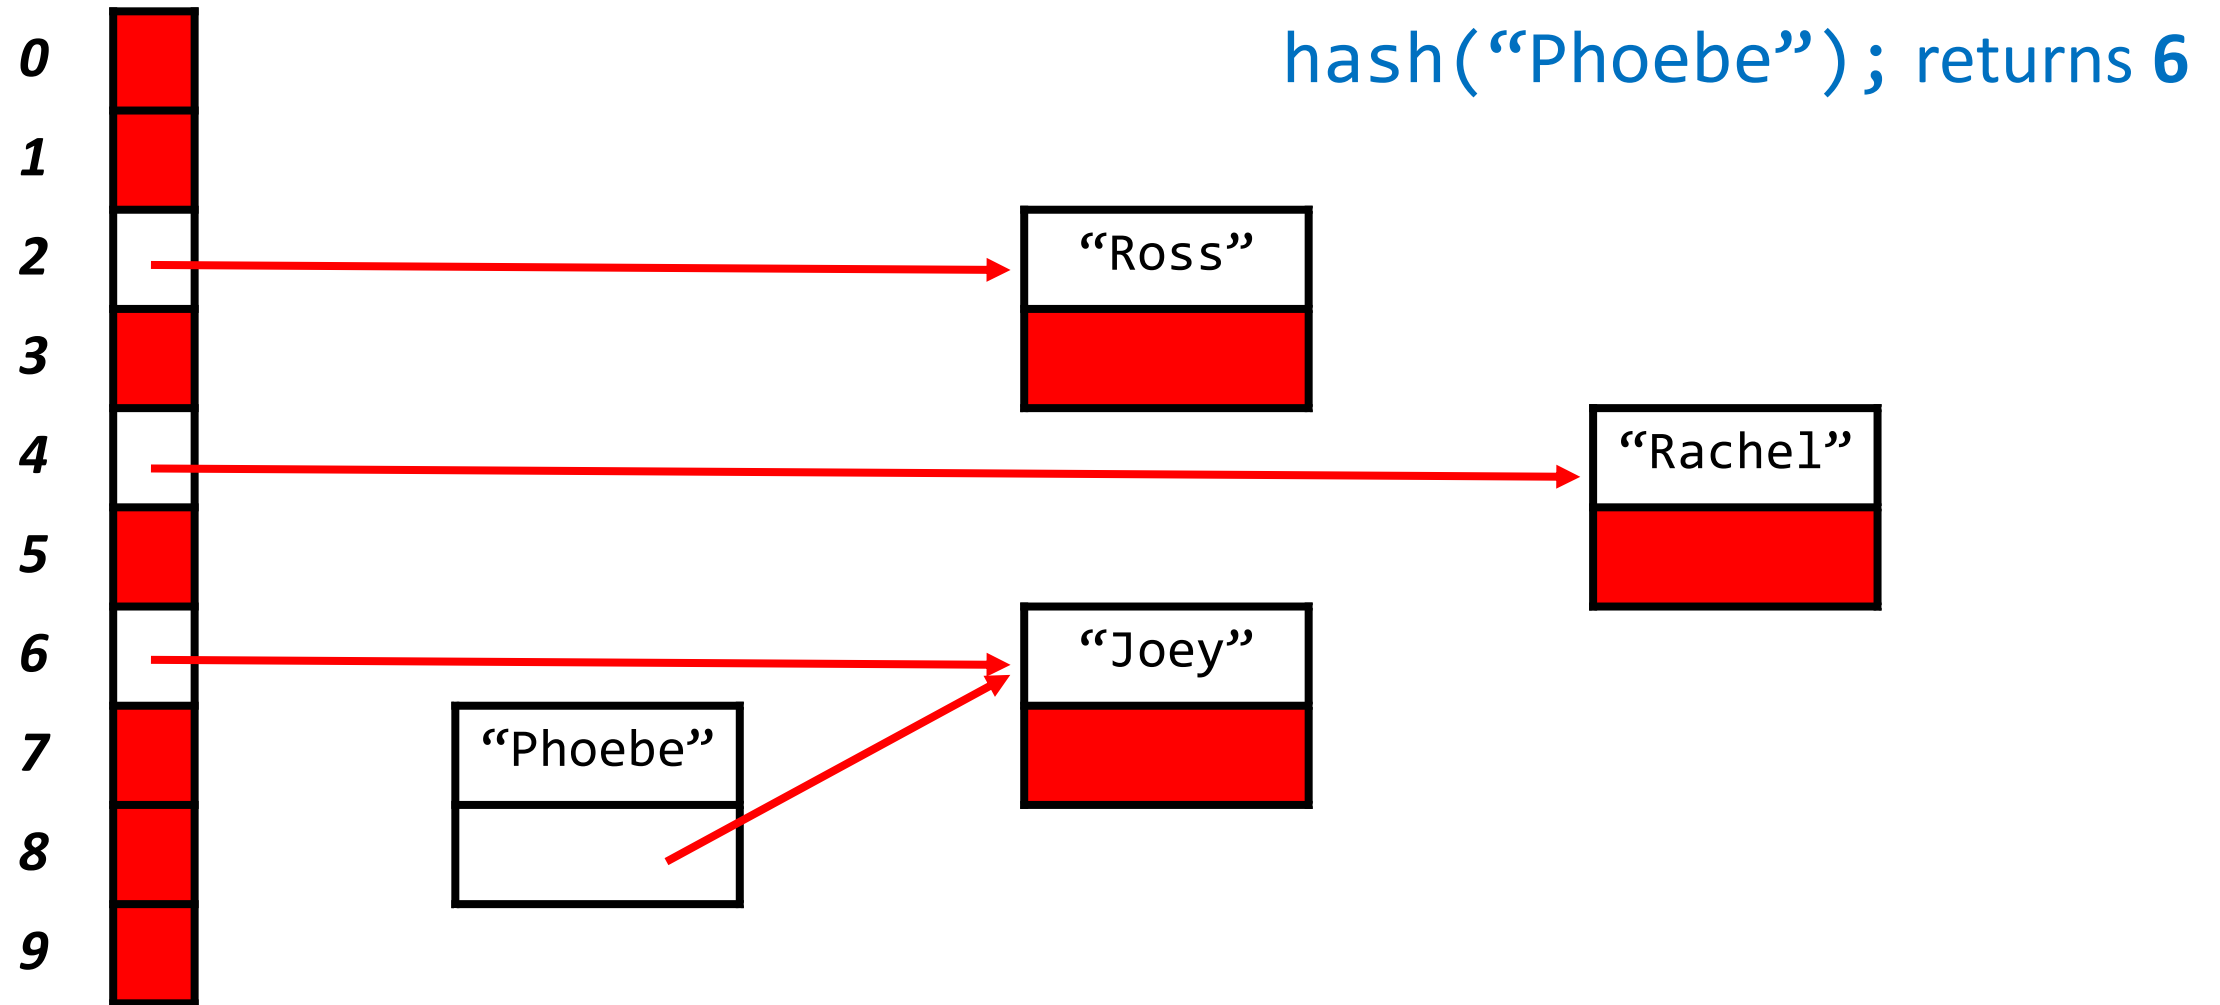 0
hash(“Phoebe”); returns 6
1
2
“Ross”
3
4
“Rachel”
5
6
“Joey”
7
“Phoebe”
8
9